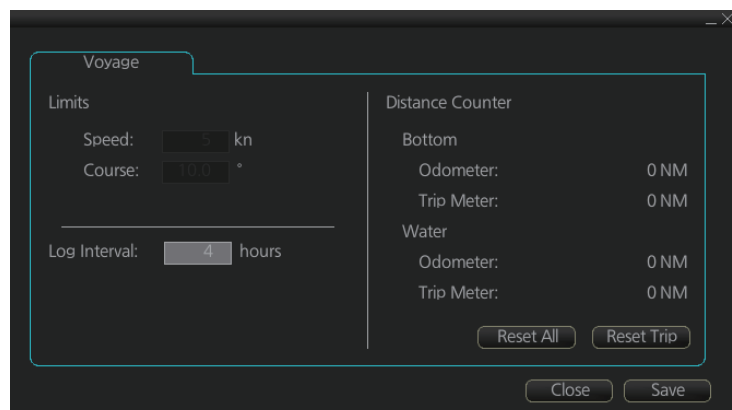 Voyage
Limits
Speed: 5 kn
Course: 10.0 °
Log Interval: 4 hours
Distance Counter
Bottom
Odometer: 0 NM
Trip Meter: 0 NM
Water
Odometer: 0 NM
Trip Meter: 0 NM
Reset All Reset Trip
Close Save